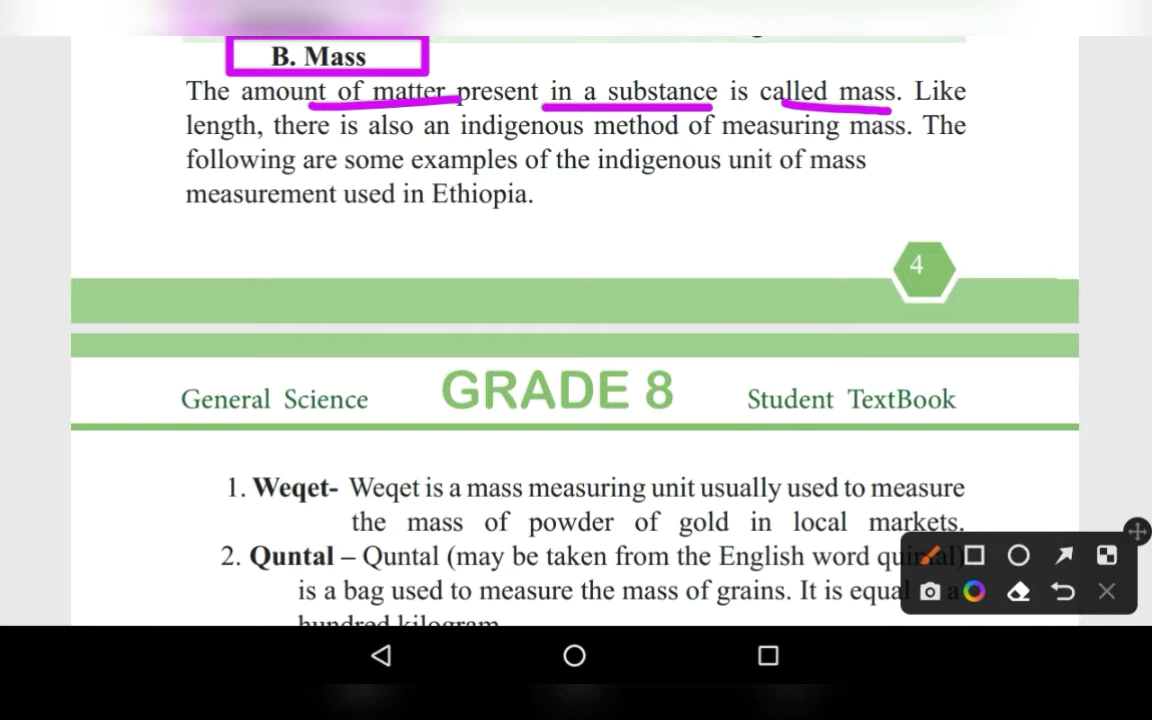 B. Mass
The amount of matter present in a substance is called mass. Like
length, there is also an indigenous method of measuring mass. The
following are some examples of the indigenous unit of mass
measurement used in Ethiopia.
4
General Science GRADE 8 Student TextBook
1. Weqet- Weqet is a mass measuring unit usually used to measure
the mass of powder of gold in local markets.
2. Quntal – Quntal (may be taken from the English word quintal)
is a bag used to measure the mass of grains. It is equal a
hundred kilogram